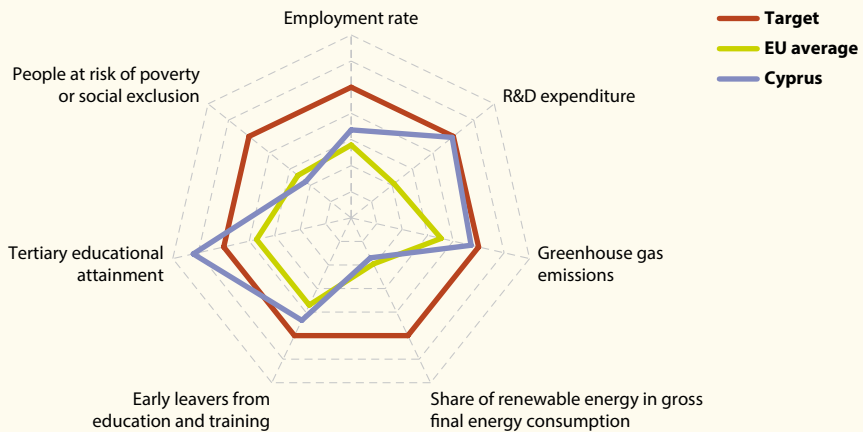 Employment rate
Target
EU average
Cyprus
People at risk of poverty
or social exclusion
R&D expenditure
Tertiary educational
attainment
Greenhouse gas
emissions
Early leavers from
education and training
Share of renewable energy in gross
final energy consumption